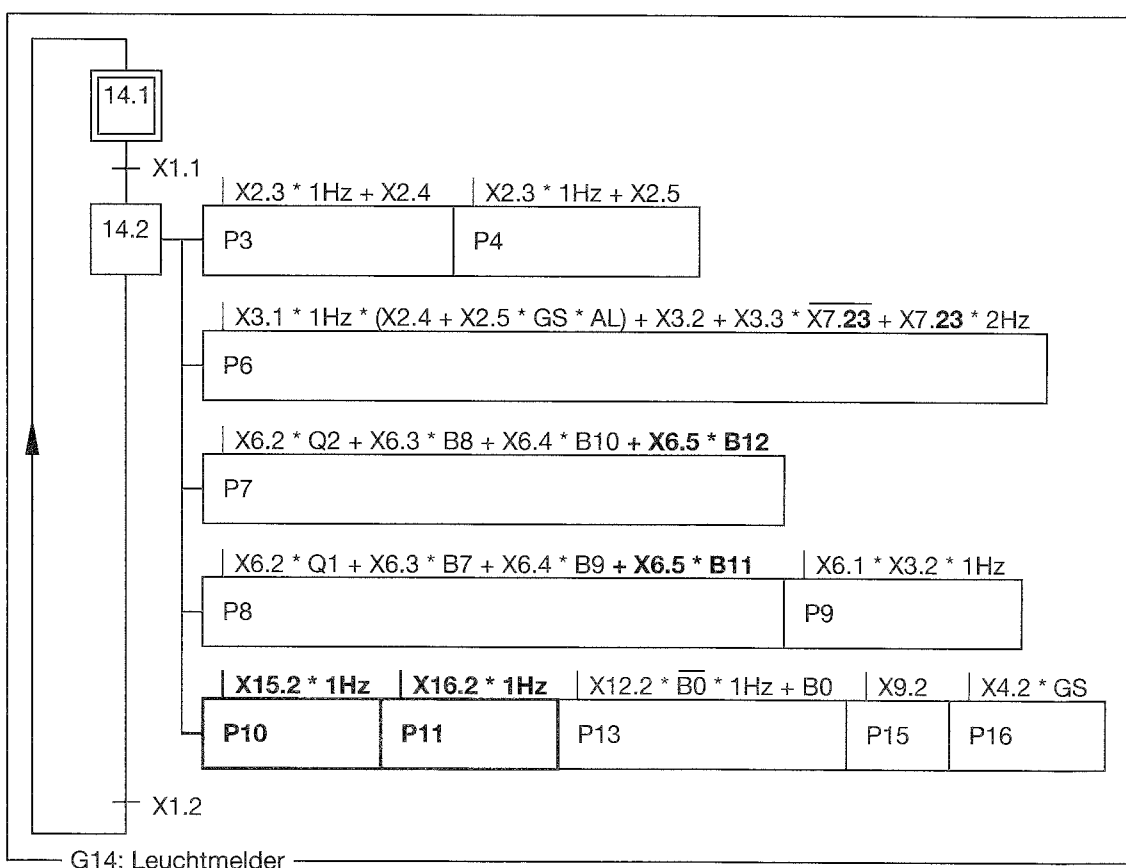 14.1
X1.1
X2.3 * 1Hz + X2.4 X2.3 * 1Hz + X2.5
14.2 P3 P4
X3.1 * 1Hz * (X2.4 + X2.5 * GS * AL) + X3.2 + X3.3 * X̅7̅.̅2̅3̅ + X7.23 * 2Hz
P6
X6.2 * Q2 + X6.3 * B8 + X6.4 * B10 + X6.5 * B12
P7
X6.2 * Q1 + X6.3 * B7 + X6.4 * B9 + X6.5 * B11 X6.1 * X3.2 * 1Hz
P8 P9
X15.2 * 1Hz X16.2 * 1Hz X12.2 * B̅0̅ * 1Hz + B0 X9.2 X4.2 * GS
P10 P11 P13 P15 P16
X1.2
G14: Leuchtmelder